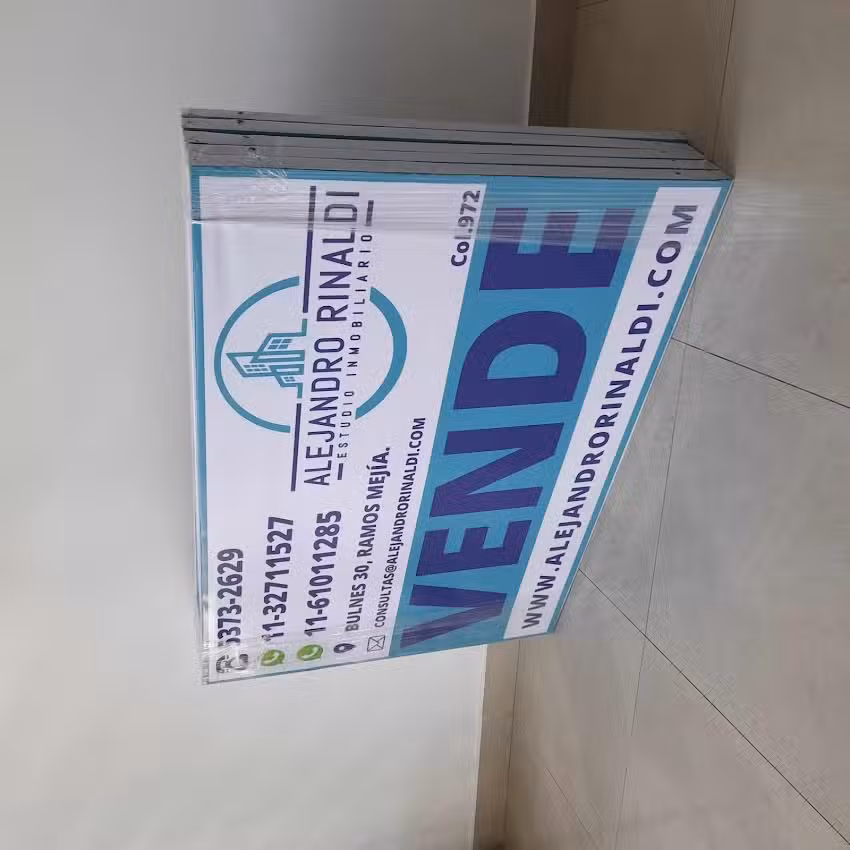 5373-2629
11-32711527
11-61011285
BULNES 30, RAMOS MEJÍA.
CONSULTAS@ALEJANDRORINALDI.COM
ALEJANDRO RINALDI
ESTUDIO INMOBILIARIO
Col.972
VENDE
WWW.ALEJANDRORINALDI.COM